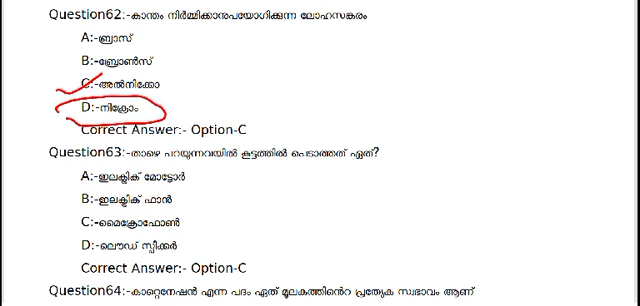 Question62:-കാന്തം നിർമ്മിക്കാനുപയോഗിക്കുന്ന ലോഹസങ്കരം
A:-ബ്രാസ്
B:-ബ്രോൺസ്
C:-അൽനിക്കോ
D:-നിക്രോം
Correct Answer:- Option-C
Question63:-താഴെ പറയുന്നവയിൽ കൂട്ടത്തിൽ പെടാത്തത് ഏത്?
A:-ഇലക്ട്രിക് മോട്ടോർ
B:-ഇലക്ട്രിക് ഫാൻ
C:-മൈക്രോഫോൺ
D:-ലൌഡ് സ്പീക്കർ
Correct Answer:- Option-C
Question64:-കാറ്റെനേഷൻ എന്ന പദം ഏത് മൂലകത്തിൻെറ പ്രത്യേക സ്വഭാവം ആണ്